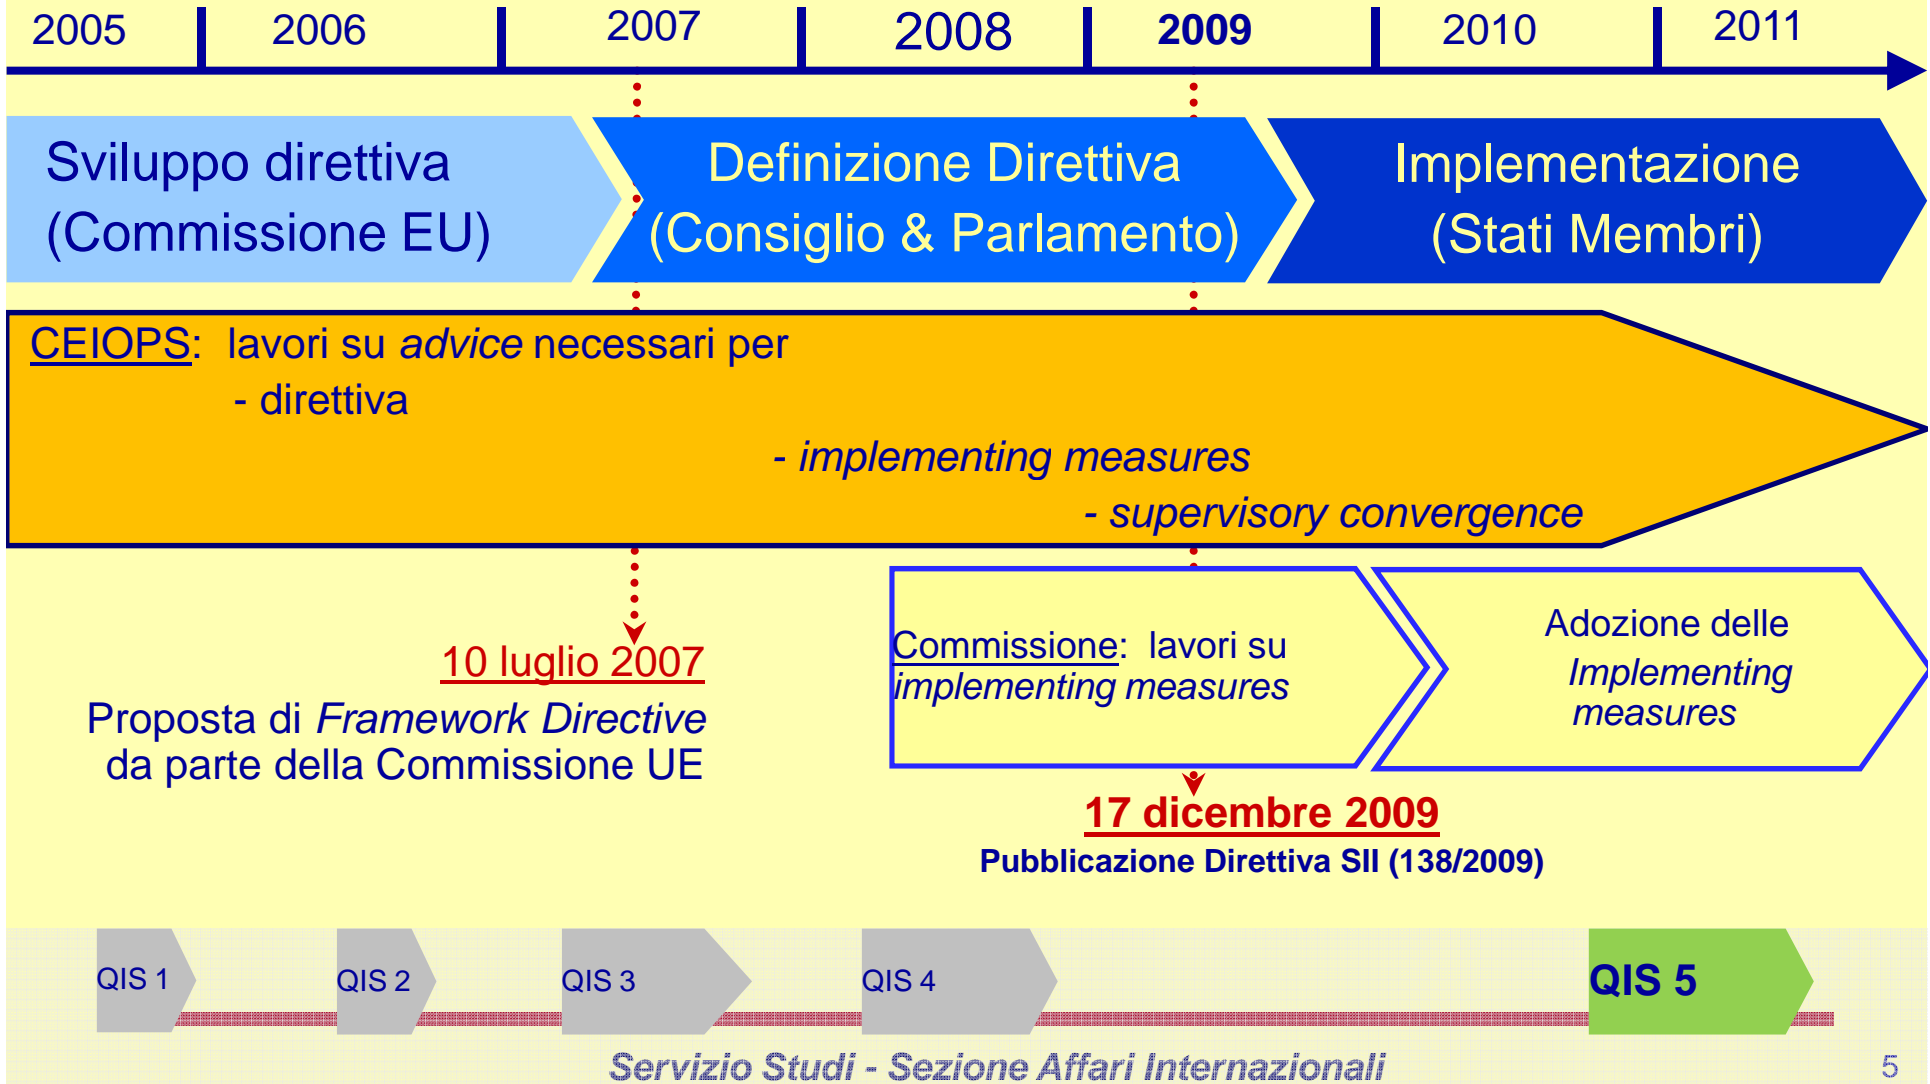 2005 2006 2007 2008 2009 2010 2011
Sviluppo direttiva
(Commissione EU)
Definizione Direttiva
(Consiglio & Parlamento)
Implementazione
(Stati Membri)
CEIOPS: lavori su advice necessari per
- direttiva
- implementing measures
- supervisory convergence
10 luglio 2007
Proposta di Framework Directive
da parte della Commissione UE
Commissione: lavori su
implementing measures
Adozione delle
Implementing
measures
17 dicembre 2009
Pubblicazione Direttiva SII (138/2009)
QIS 1 QIS 2 QIS 3 QIS 4 QIS 5
Servizio Studi - Sezione Affari Internazionali 5